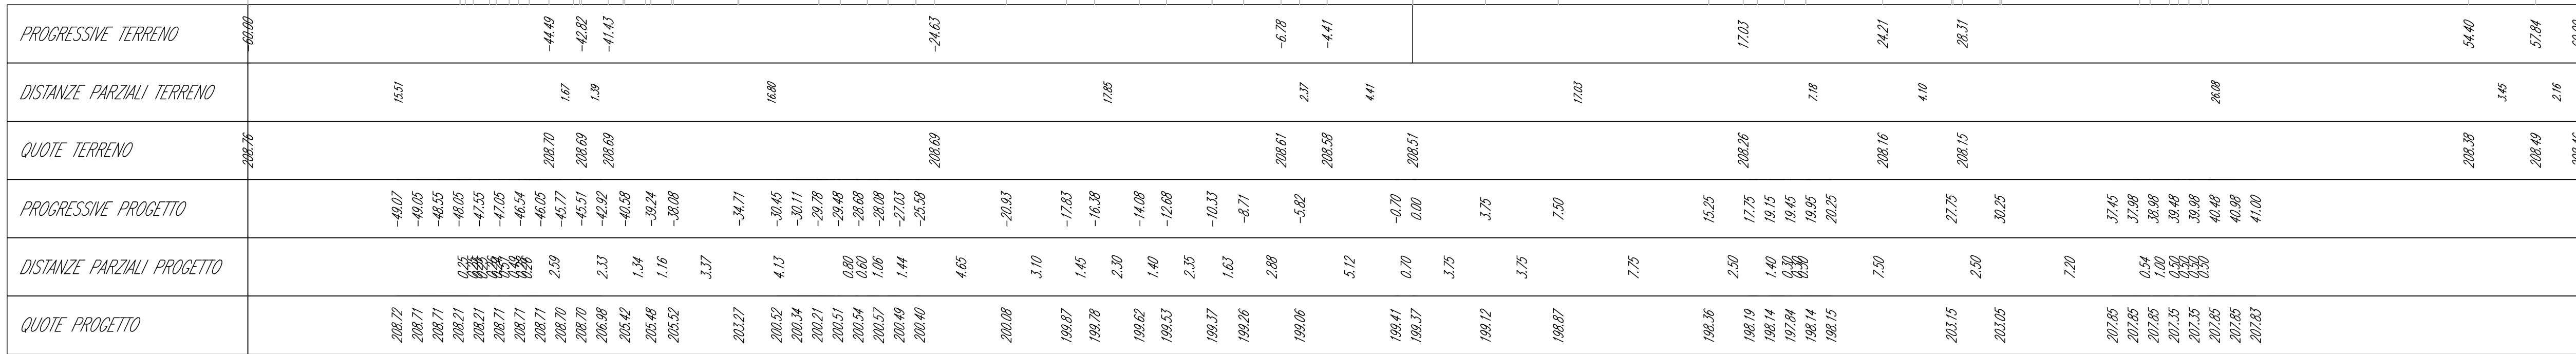 PROGRESSIVE TERRENO -60.00 -44.49 -42.82 -41.43 -24.63 -6.78 -4.41 17.03 24.21 28.31 54.40 57.84
DISTANZE PARZIALI TERRENO 15.51 1.67 1.39 16.80 17.85 2.37 4.41 17.03 7.18 4.10 26.08 3.45 2.16
QUOTE TERRENO 208.76 208.70 208.69 208.69 208.69 208.61 208.58 208.51 208.26 208.16 208.15 208.38 208.49
PROGRESSIVE PROGETTO -49.07 -49.05 -48.55 -48.05 -47.55 -47.05 -46.54 -46.05 -45.77 -45.51 -42.92 -40.58 -39.24 -38.08 -34.71 -30.45 -30.11 -29.78 -29.48 -28.68 -28.08 -27.03 -25.58 -20.93 -17.83 -16.38 -14.08 -12.68 -10.33 -8.71 -5.82 -0.70 0.00 3.75 7.50 15.25 17.75 19.15 19.45 19.95 20.25 27.75 30.25 37.45 37.98 38.98 39.48 39.98 40.48 40.98 41.00
DISTANZE PARZIALI PROGETTO 0.25 2.59 2.33 1.34 1.16 3.37 4.13 0.80 0.60 1.06 1.44 4.65 3.10 1.45 2.30 1.40 2.35 1.63 2.88 5.12 0.70 3.75 3.75 7.75 2.50 1.40 0.30 7.50 2.50 7.20 0.54 1.00 0.50 0.50 0.50 0.50
QUOTE PROGETTO 208.72 208.71 208.71 208.21 208.21 208.71 208.71 208.71 208.70 208.70 206.98 205.42 205.48 205.52 203.27 200.52 200.34 200.21 200.51 200.54 200.57 200.49 200.40 200.08 199.87 199.78 199.62 199.53 199.37 199.26 199.06 199.41 199.37 199.12 198.87 198.36 198.19 198.14 197.84 198.14 198.15 203.15 203.05 207.85 207.85 207.85 207.35 207.35 207.85 207.85 207.83